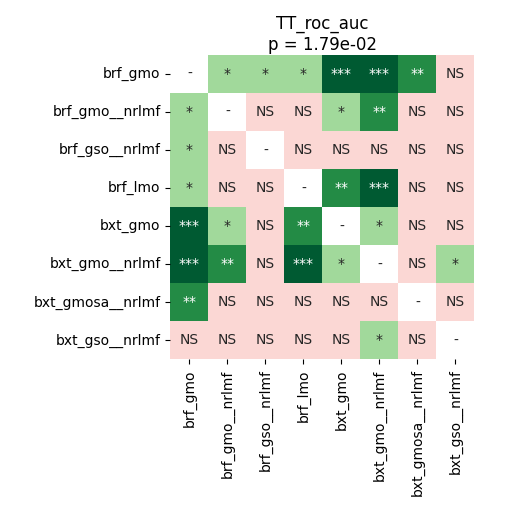 TT_roc_auc
p = 1.79e-02
brf_gmo - * * * *** *** ** NS
brf_gmo__nrlmf * - NS NS * ** NS NS
brf_gso__nrlmf * NS - NS NS NS NS NS
brf_lmo * NS NS - ** *** NS NS
bxt_gmo *** * NS ** - * NS NS
bxt_gmo__nrlmf *** ** NS *** * - NS *
bxt_gmosa__nrlmf ** NS NS NS NS NS - NS
bxt_gso__nrlmf NS NS NS NS NS * NS -
brf_gmo
brf_gmo__nrlmf
brf_gso__nrlmf
brf_lmo
bxt_gmo
bxt_gmo__nrlmf
bxt_gmosa__nrlmf
bxt_gso__nrlmf